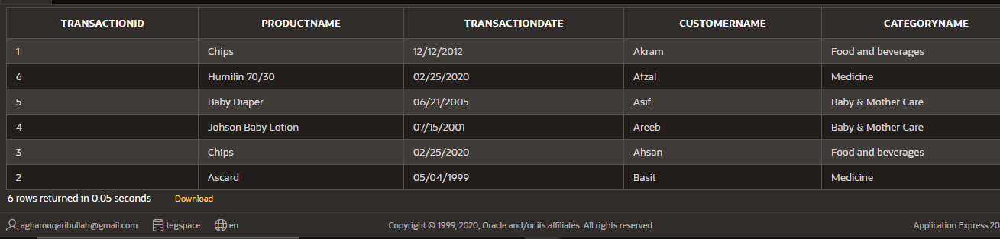 TRANSACTIONID PRODUCTNAME TRANSACTIONDATE CUSTOMERNAME CATEGORYNAME
1 Chips 12/12/2012 Akram Food and beverages
6 Humilin 70/30 02/25/2020 Afzal Medicine
5 Baby Diaper 06/21/2005 Asif Baby & Mother Care
4 Johson Baby Lotion 07/15/2001 Areeb Baby & Mother Care
3 Chips 02/25/2020 Ahsan Food and beverages
2 Ascard 05/04/1999 Basit Medicine
6 rows returned in 0.05 seconds Download
aghamuqaribullah@gmail.com tegspace en Copyright © 1999, 2020, Oracle and/or its affiliates. All rights reserved. Application Express 20